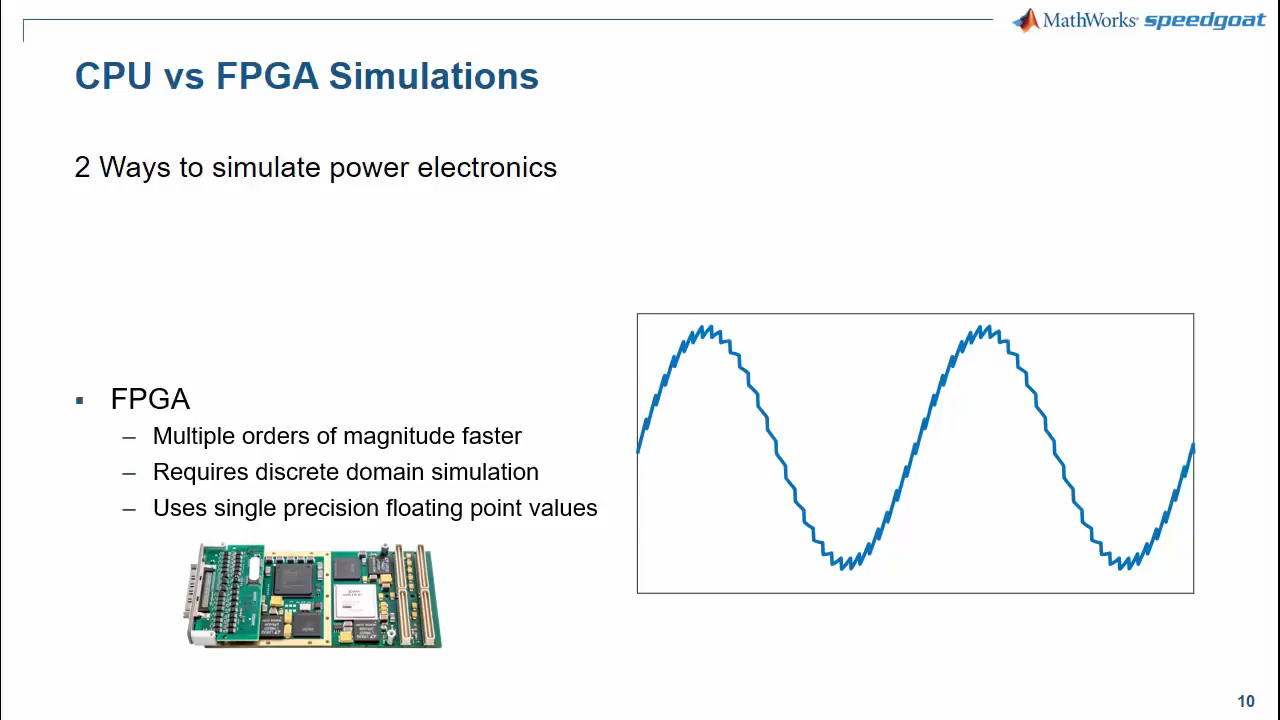 MathWorks® speedgoat
CPU vs FPGA Simulations
2 Ways to simulate power electronics
▪ FPGA
– Multiple orders of magnitude faster
– Requires discrete domain simulation
– Uses single precision floating point values
10